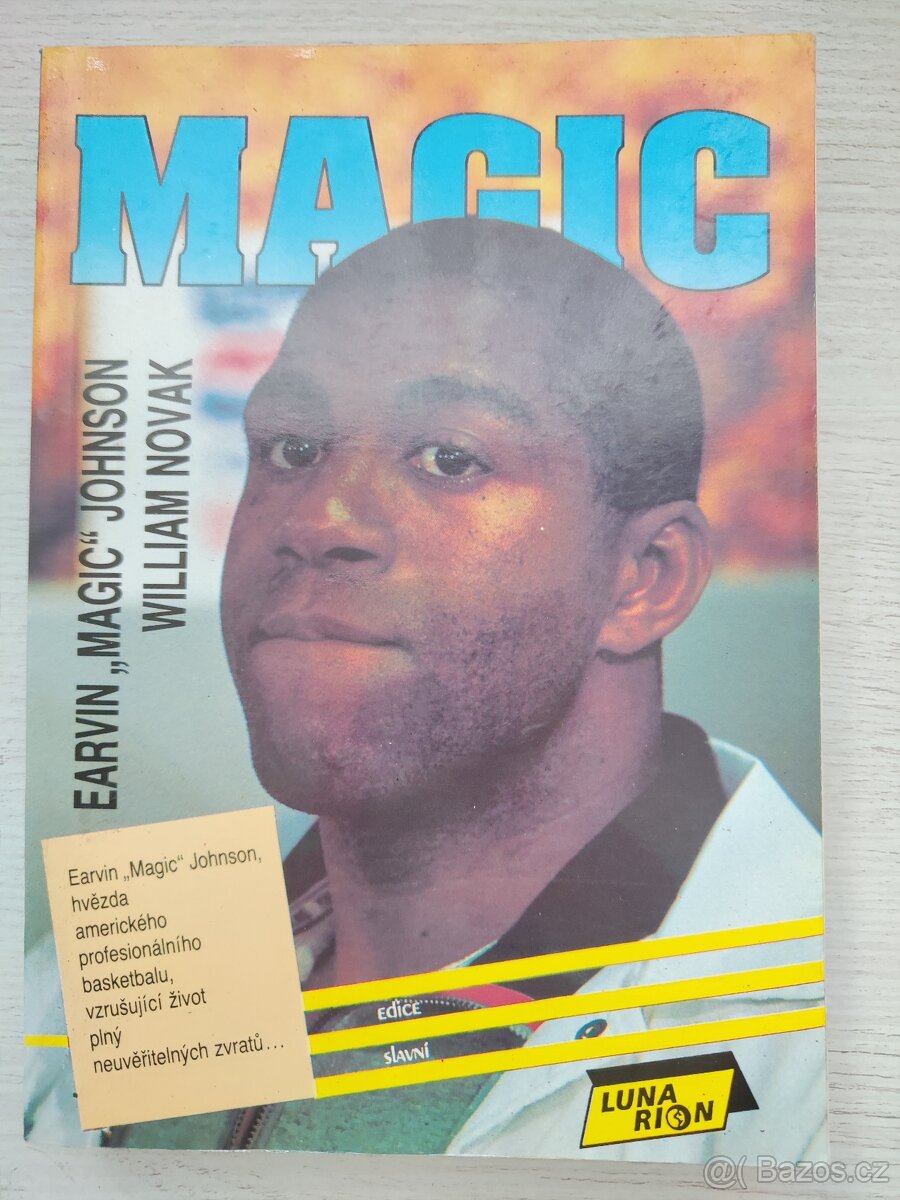 MAGIC
EARVIN „MAGIC“ JOHNSON
WILLIAM NOVAK
Earvin „Magic“ Johnson,
hvězda
amerického
profesionálního
basketbalu,
vzrušující život
plný
neuvěřitelných zvratů...
EDICE
SLAVNÍ
LUNA
RION
@( Bazos.cz